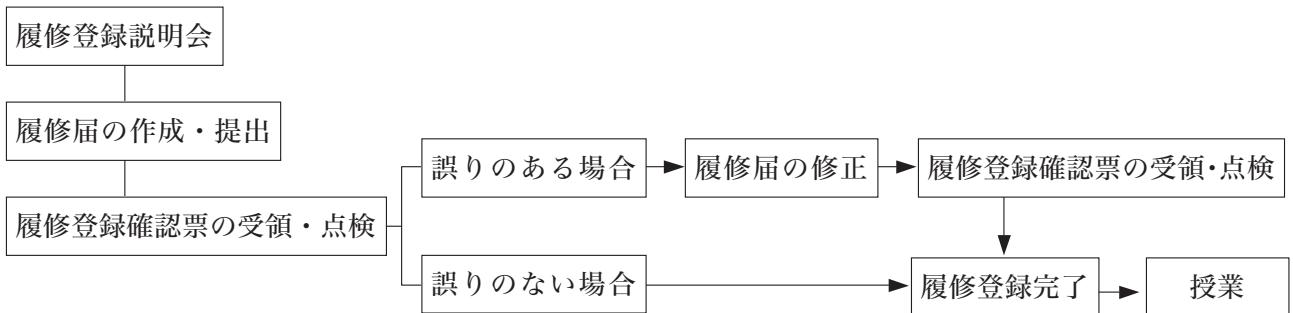 履修登録説明会
履修届の作成・提出
履修登録確認票の受領・点検
誤りのある場合
履修届の修正
履修登録確認票の受領・点検
誤りのない場合
履修登録完了
授業